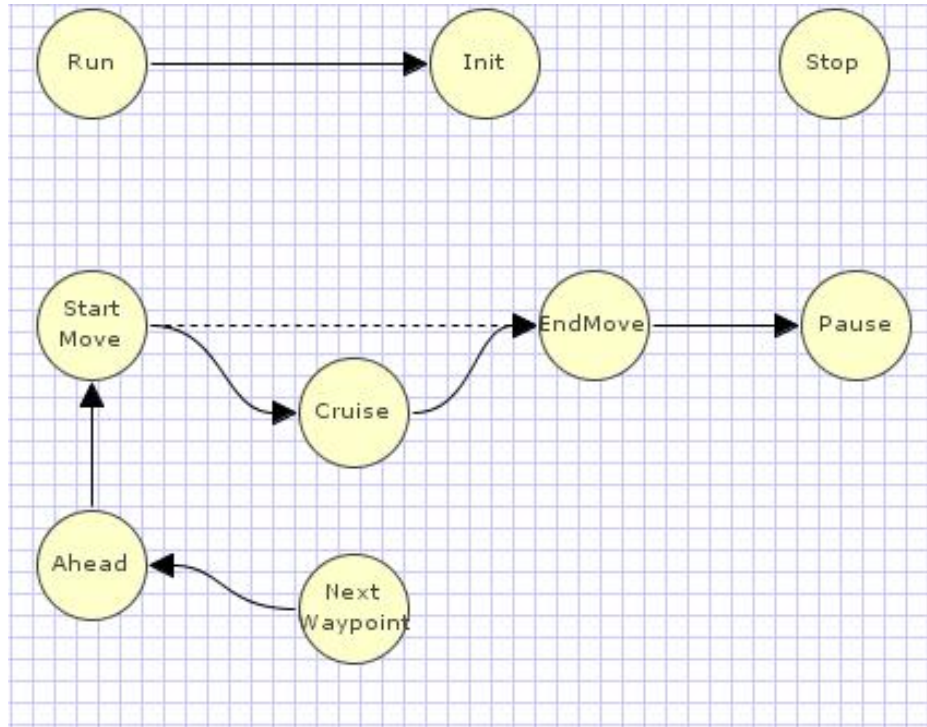 Run
Init
Stop
Start
Move
EndMove
Pause
Cruise
Ahead
Next
Waypoint